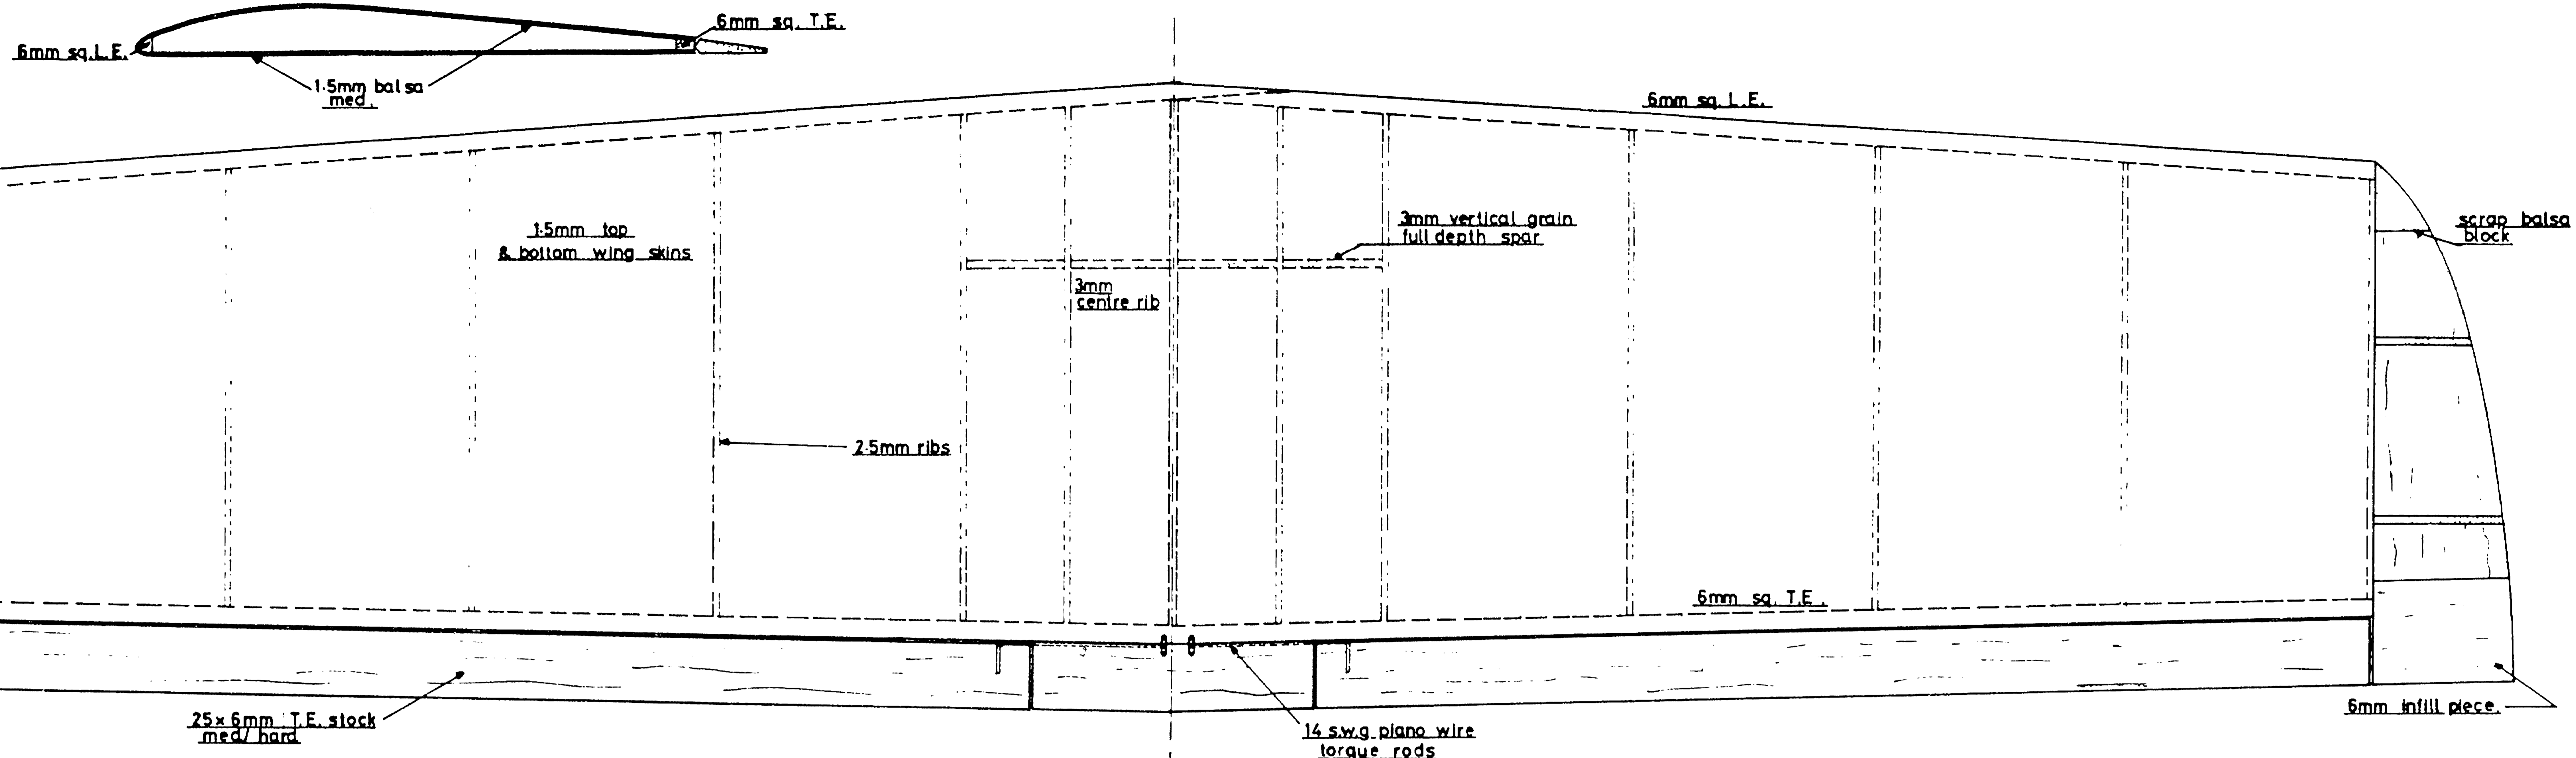 6mm sq. T.E.
6mm sq.L.E.
1·5mm balsa
med.
6mm sq. L.E.
1·5mm top
& bottom wing skins
3mm vertical grain
full depth spar
scrap balsa
block
3mm
centre rib
2·5mm ribs
6mm sq. T.E.
25×6mm T.E. stock
med/ hard
14 s.w.g piano wire
torque rods
6mm infill piece.